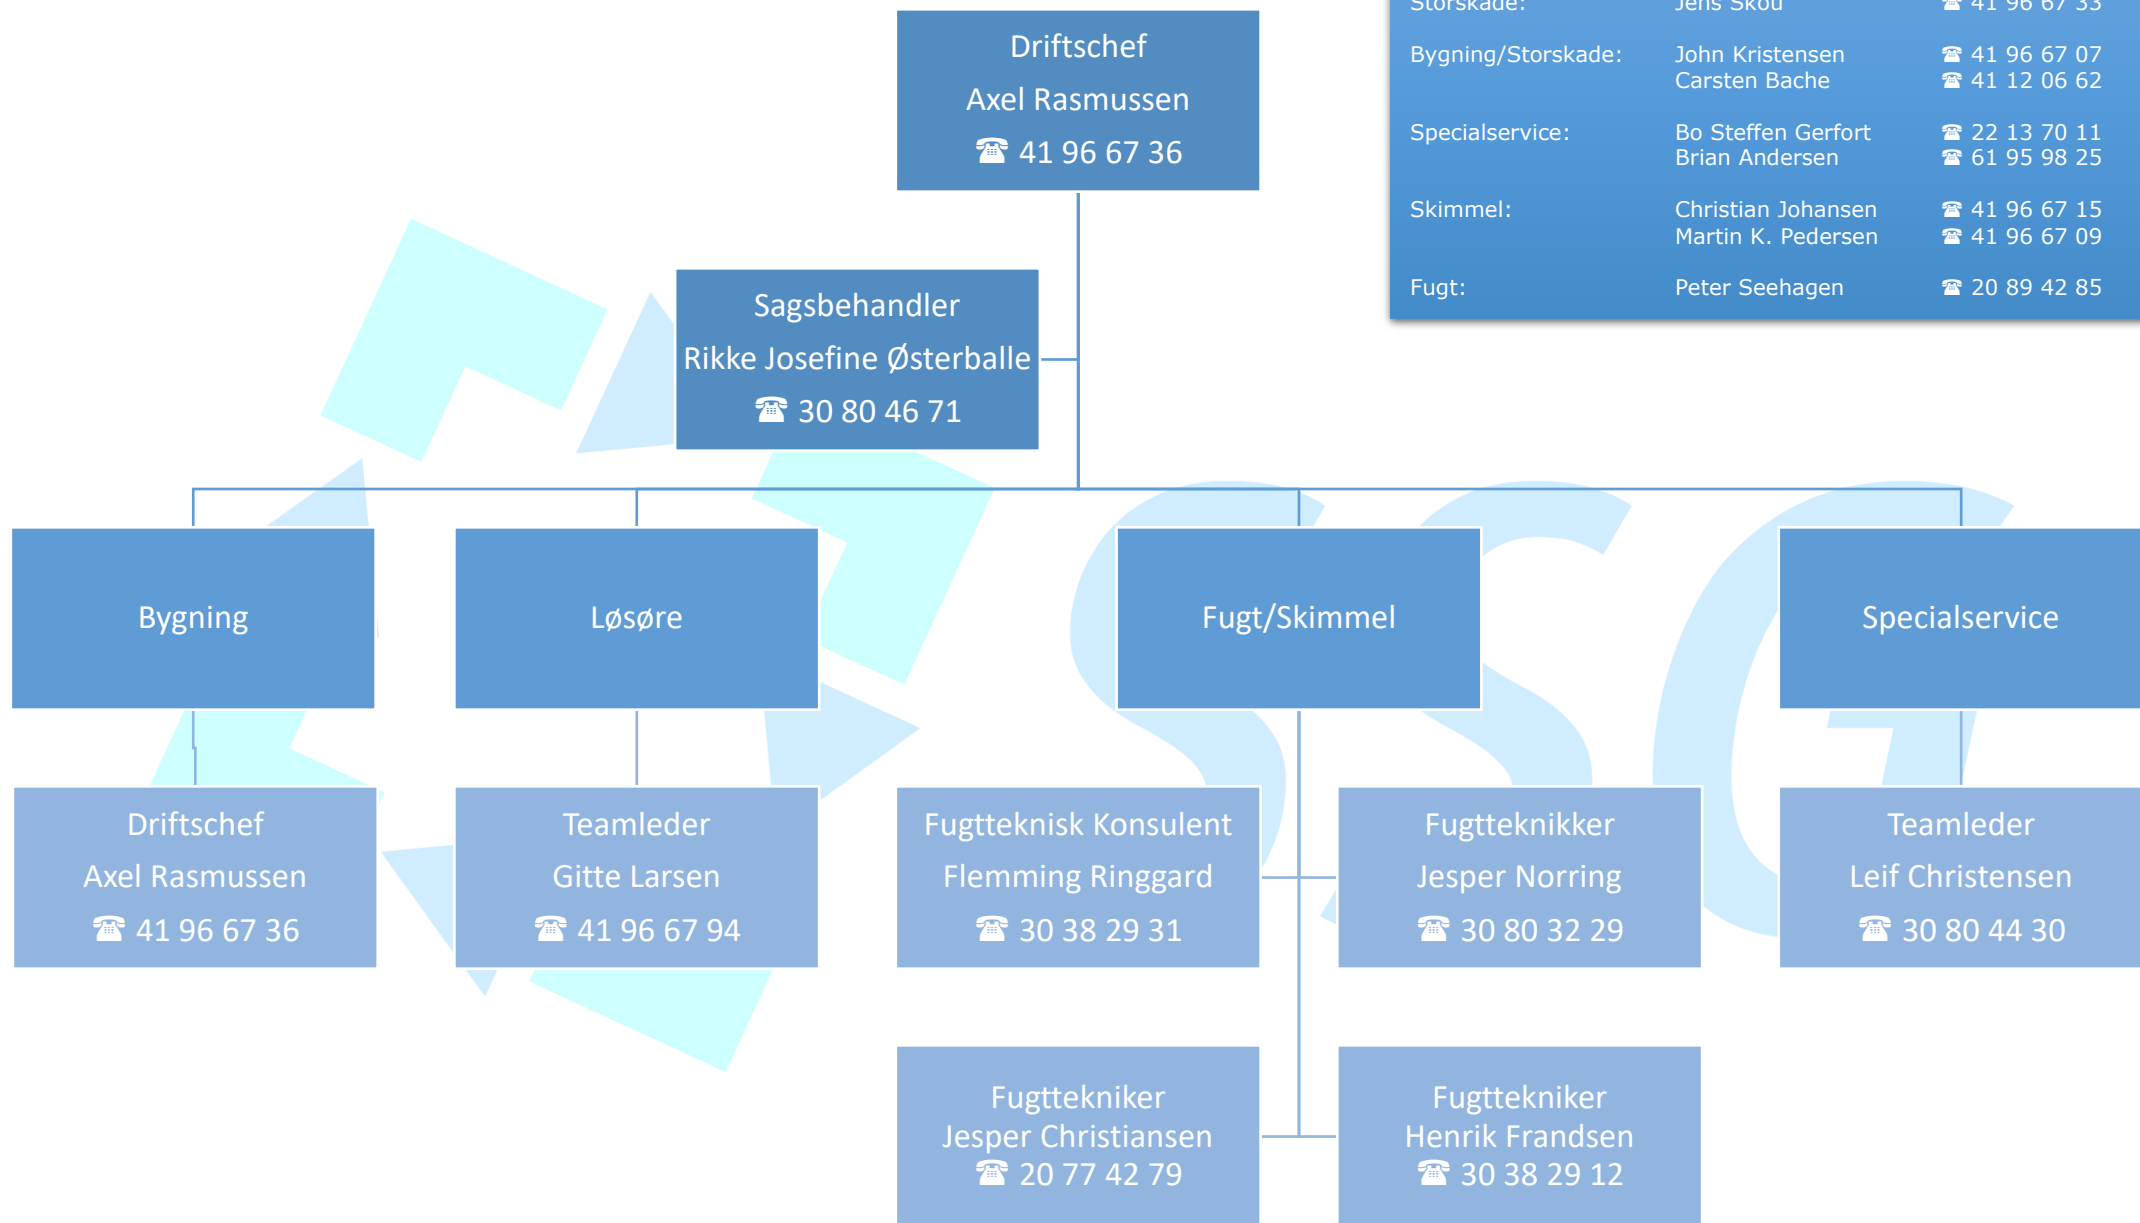 Driftschef
Axel Rasmussen
☎ 41 96 67 36
Storskade: Jens Skou ☎ 41 96 67 33
Bygning/Storskade: John Kristensen ☎ 41 96 67 07
Carsten Bache ☎ 41 12 06 62
Specialservice: Bo Steffen Gerfort ☎ 22 13 70 11
Brian Andersen ☎ 61 95 98 25
Skimmel: Christian Johansen ☎ 41 96 67 15
Martin K. Pedersen ☎ 41 96 67 09
Fugt: Peter Seehagen ☎ 20 89 42 85
Sagsbehandler
Rikke Josefine Østerballe
☎ 30 80 46 71
SSG
Bygning
Løsøre
Fugt/Skimmel
Specialservice
Driftschef
Axel Rasmussen
☎ 41 96 67 36
Teamleder
Gitte Larsen
☎ 41 96 67 94
Fugtteknisk Konsulent
Flemming Ringgard
☎ 30 38 29 31
Fugtteknikker
Jesper Norring
☎ 30 80 32 29
Teamleder
Leif Christensen
☎ 30 80 44 30
Fugttekniker
Jesper Christiansen
☎ 20 77 42 79
Fugttekniker
Henrik Frandsen
☎ 30 38 29 12